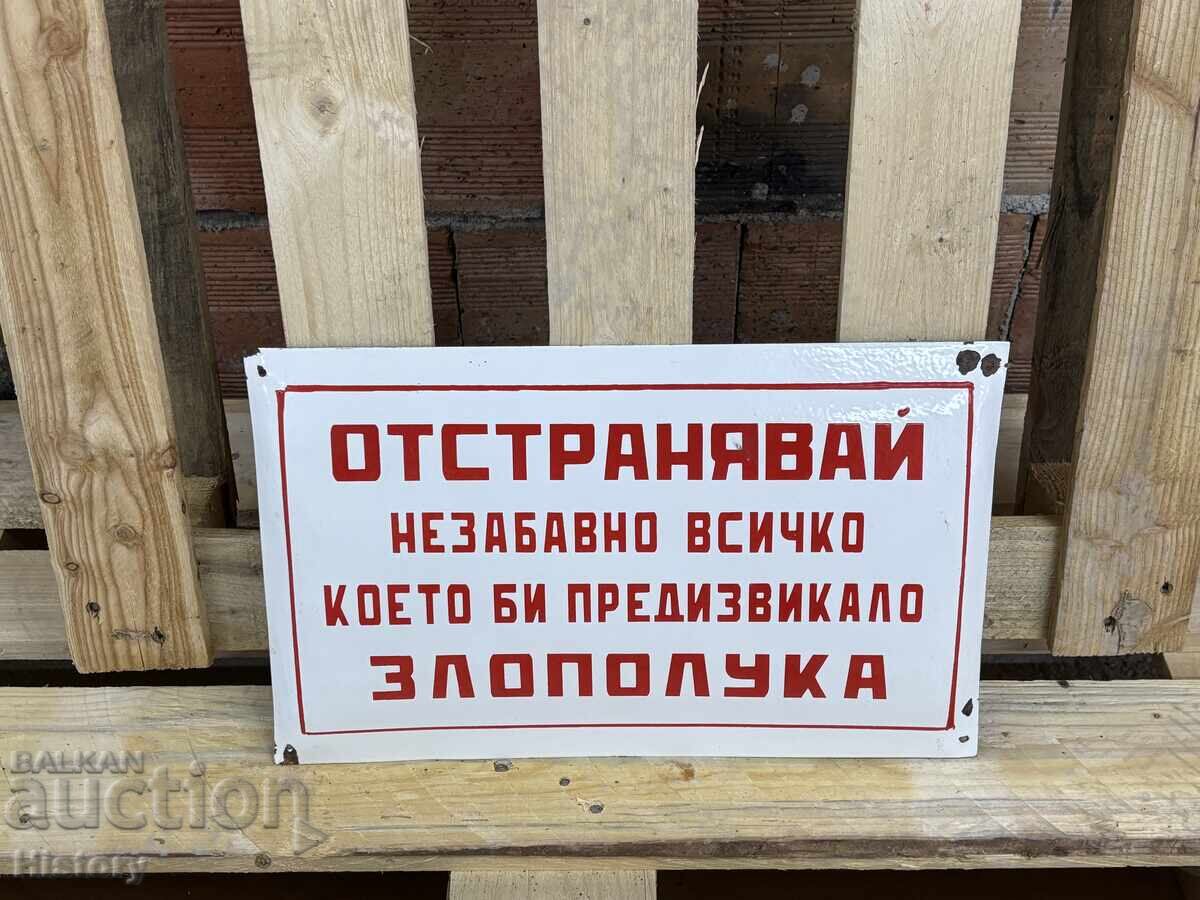 ОТСТРАНЯВАЙ
НЕЗАБАВНО ВСИЧКО
КОЕТО БИ ПРЕДИЗВИКАЛО
ЗЛОПОЛУКА
BALKAN
auction
History